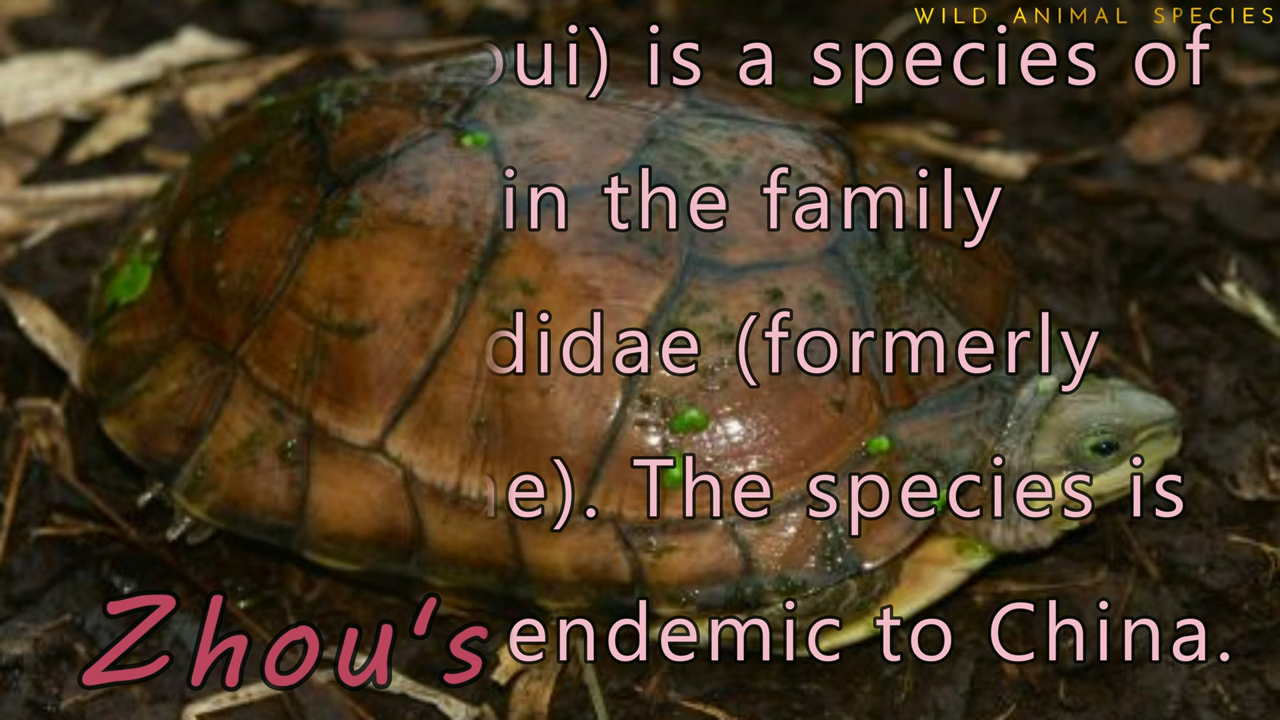 WILD ANIMAL SPECIES
ui) is a species of
in the family
didae (formerly
e). The species is
Zhou's endemic to China.